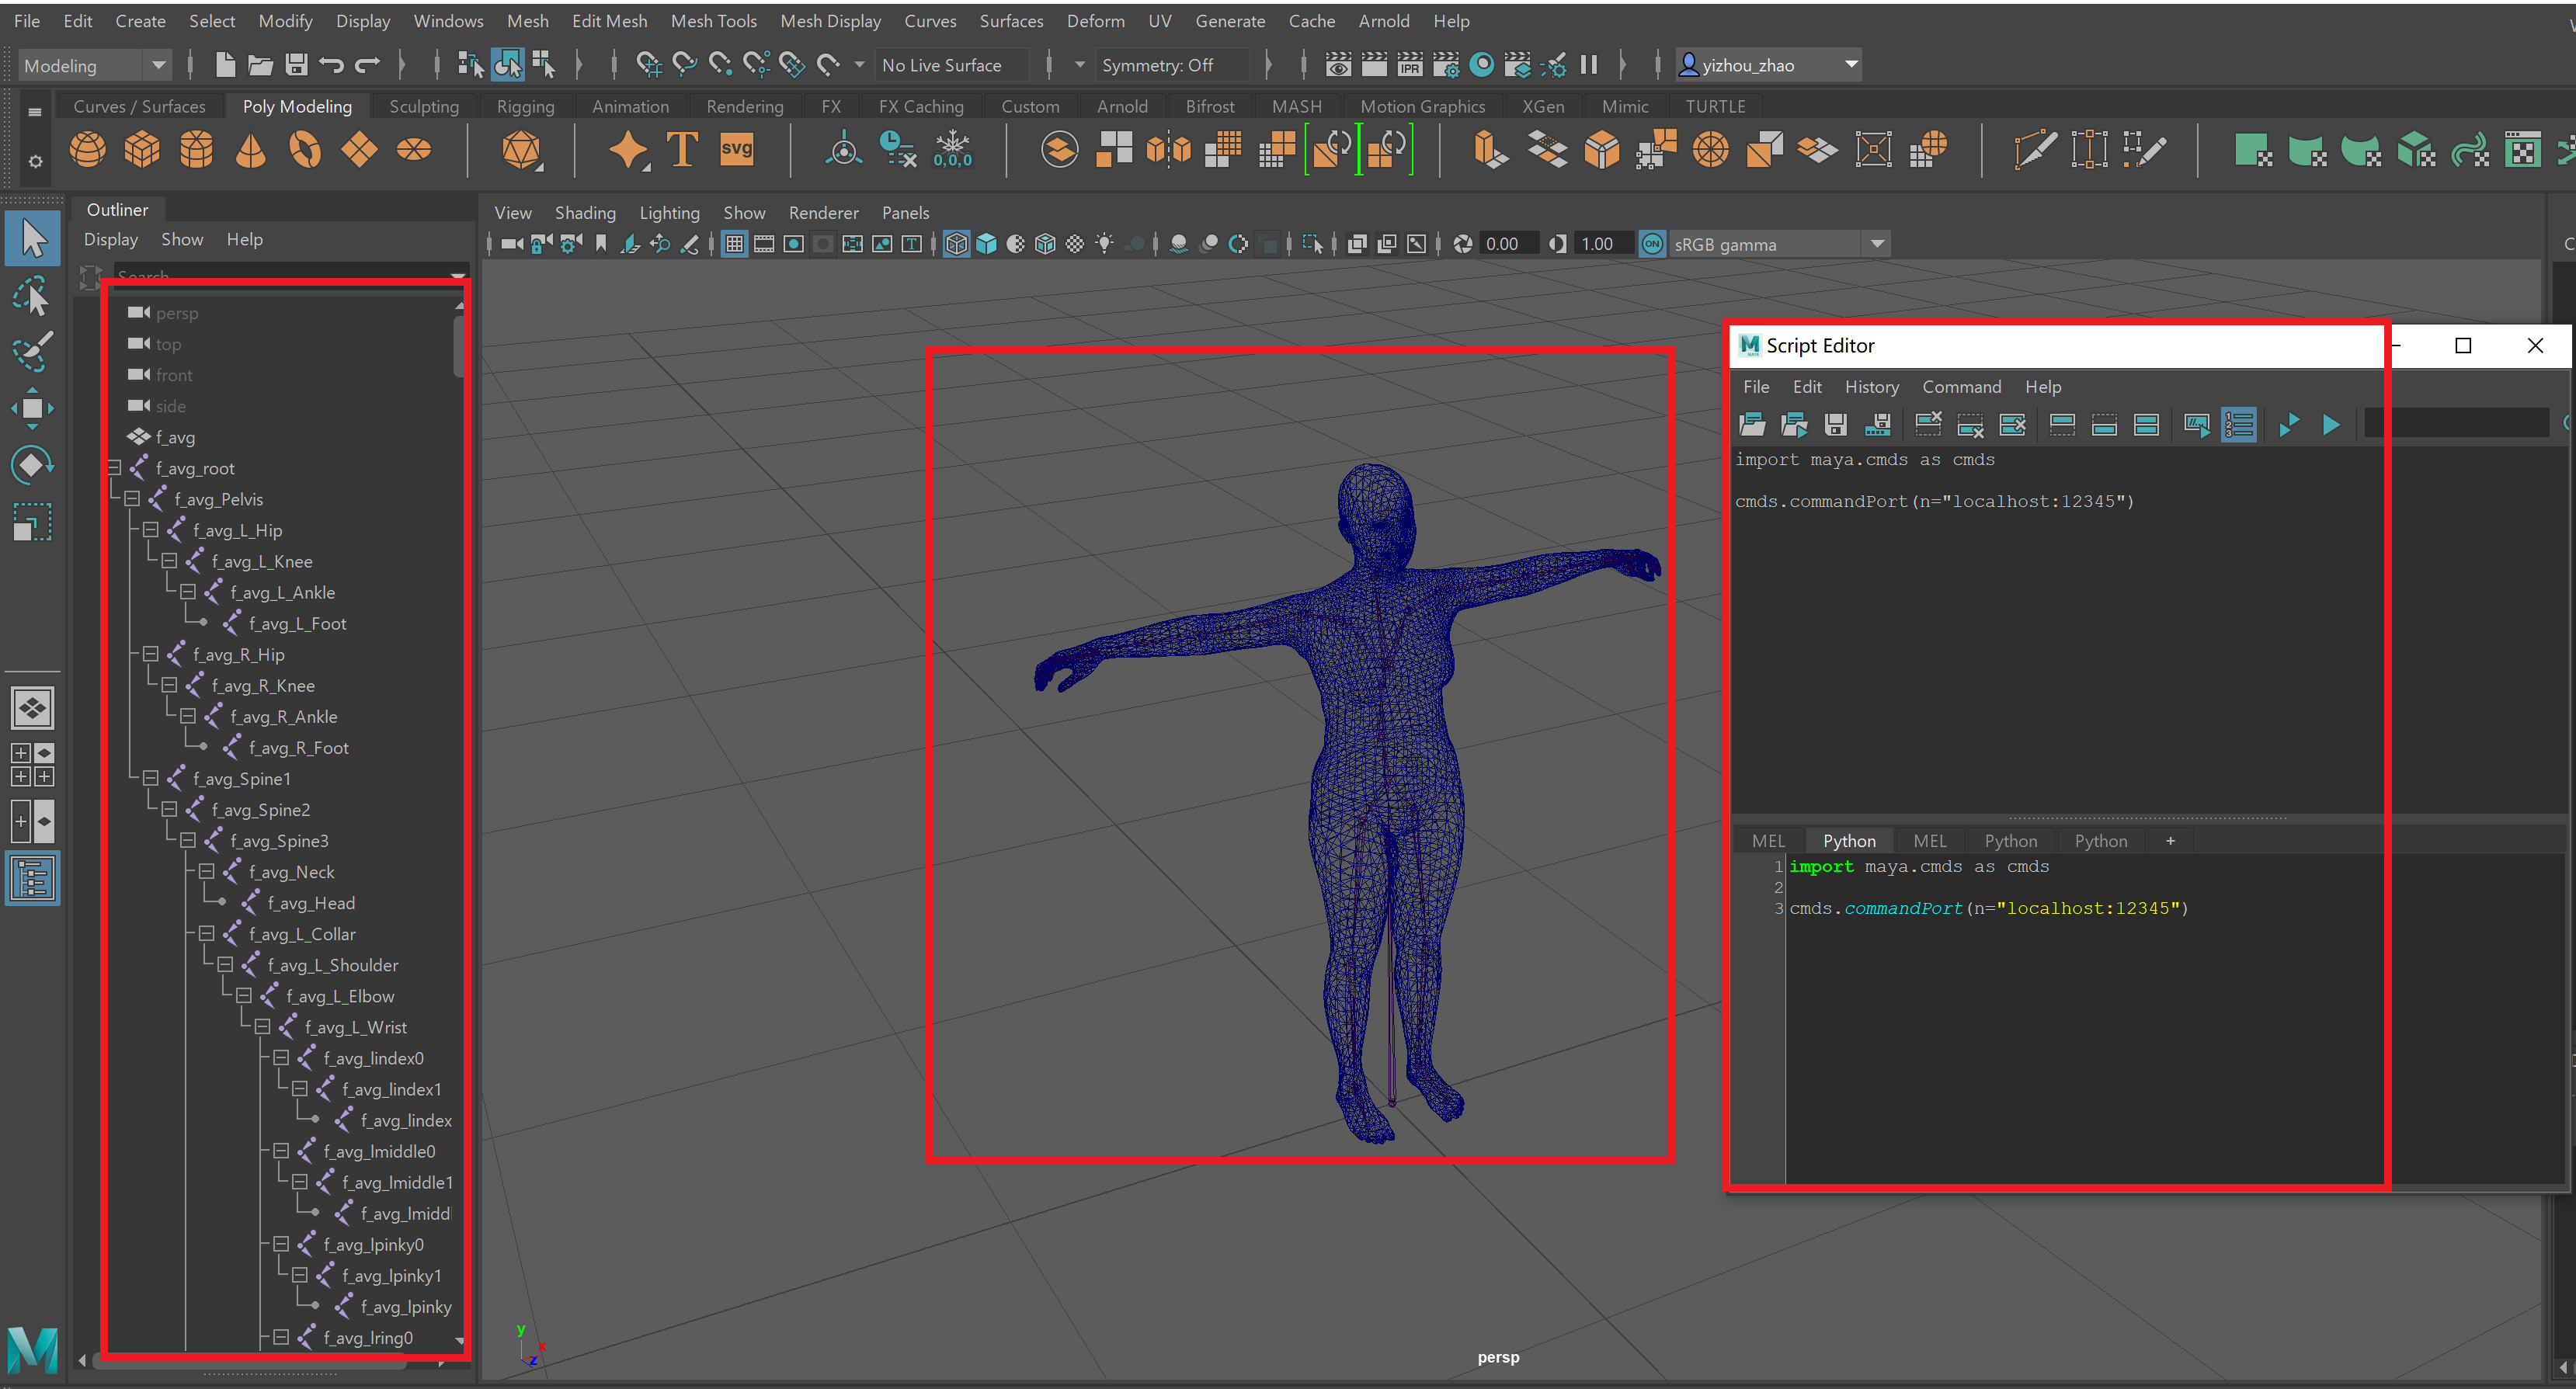 File Edit Create Select Modify Display Windows Mesh Edit Mesh Mesh Tools Mesh Display Curves Surfaces Deform UV Generate Cache Arnold Help
Modeling No Live Surface Symmetry: Off IPR yizhou_zhao
Curves / Surfaces Poly Modeling Sculpting Rigging Animation Rendering FX FX Caching Custom Arnold Bifrost MASH Motion Graphics XGen Mimic TURTLE
T svg 0,0,0
Outliner
Display Show Help
Search...
persp
top
front
side
f_avg
f_avg_root
f_avg_Pelvis
f_avg_L_Hip
f_avg_L_Knee
f_avg_L_Ankle
f_avg_L_Foot
f_avg_R_Hip
f_avg_R_Knee
f_avg_R_Ankle
f_avg_R_Foot
f_avg_Spine1
f_avg_Spine2
f_avg_Spine3
f_avg_Neck
f_avg_Head
f_avg_L_Collar
f_avg_L_Shoulder
f_avg_L_Elbow
f_avg_L_Wrist
f_avg_lindex0
f_avg_lindex1
f_avg_lindex
f_avg_lmiddle0
f_avg_lmiddle1
f_avg_lmiddl
f_avg_lpinky0
f_avg_lpinky1
f_avg_lpinky
f_avg_lring0
View Shading Lighting Show Renderer Panels
0.00 1.00 ON sRGB gamma
y
x
z
persp
Script Editor
File Edit History Command Help
import maya.cmds as cmds
cmds.commandPort(n="localhost:12345")
MEL Python MEL Python Python +
1 import maya.cmds as cmds
2
3 cmds.commandPort(n="localhost:12345")